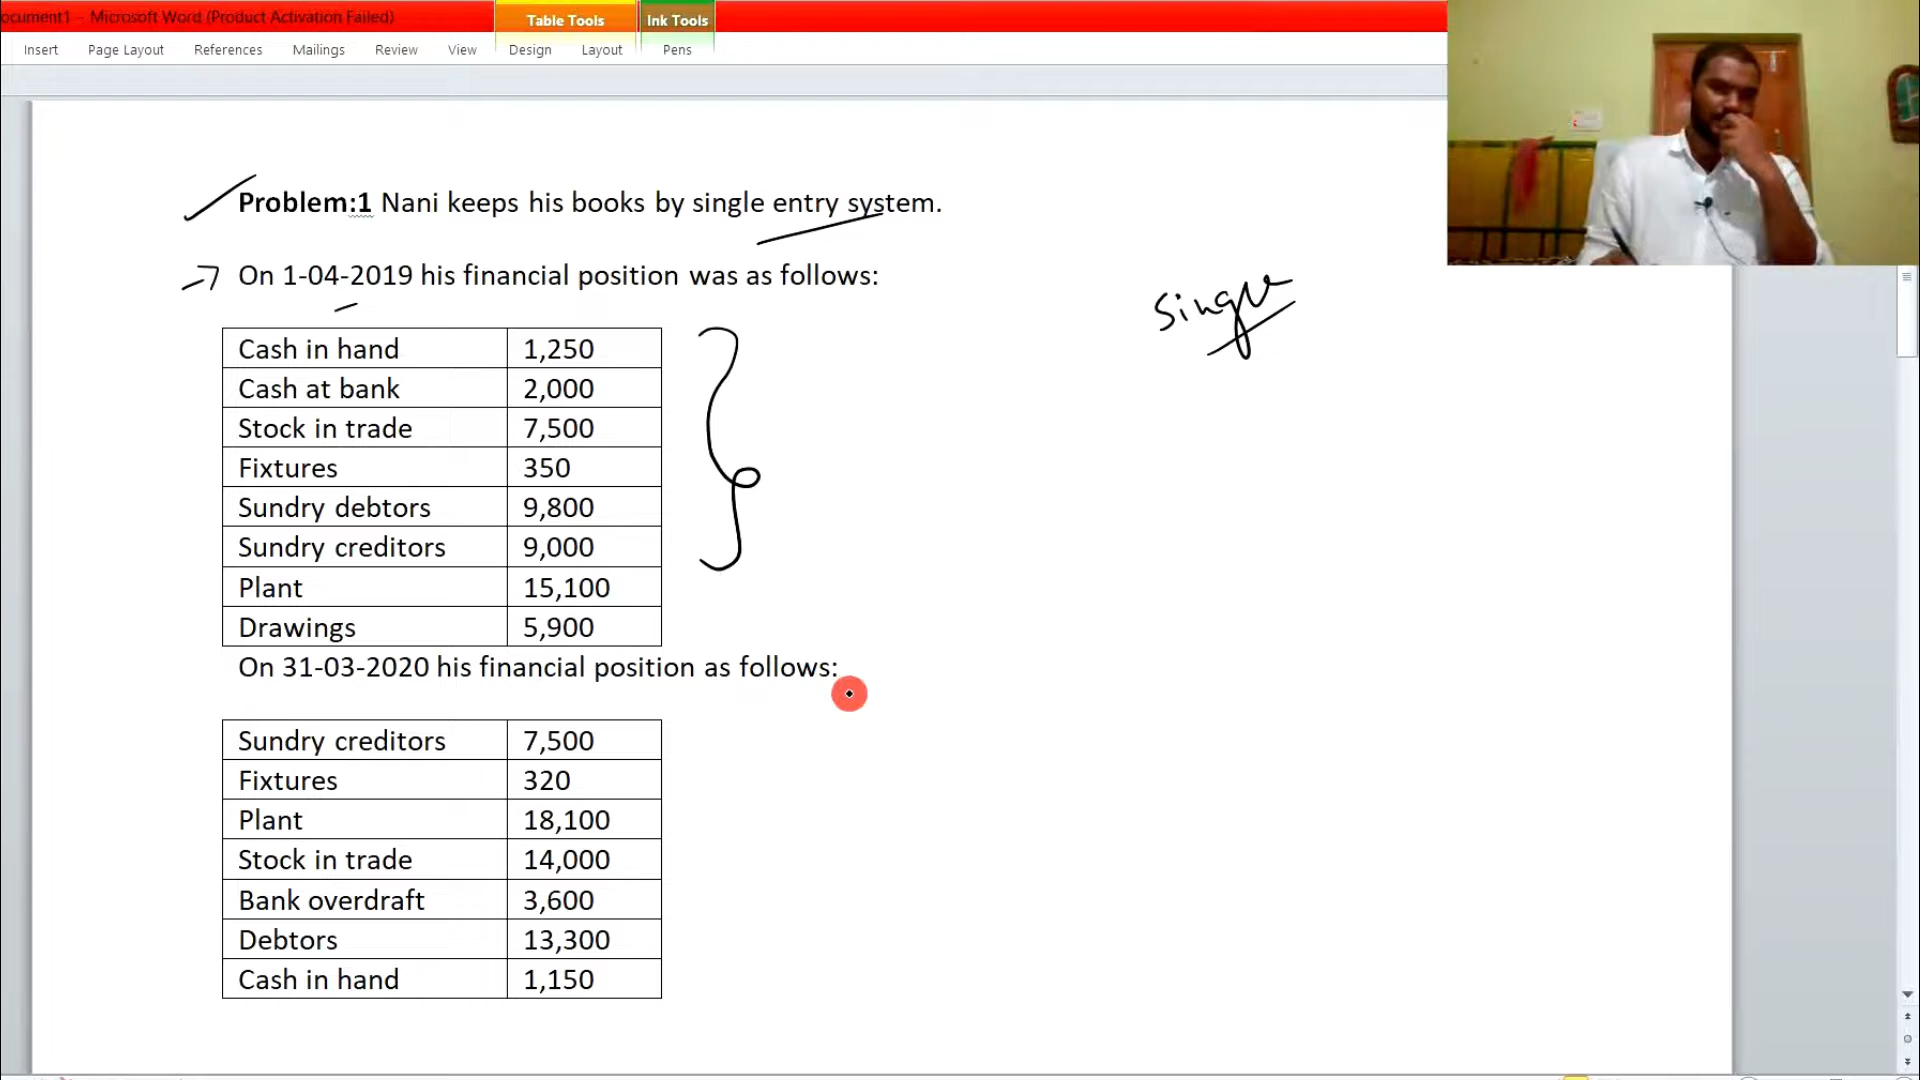 ocument1 - Microsoft Word (Product Activation Failed)
Table Tools
Ink Tools
Insert
Page Layout
References
Mailings
Review
View
Design
Layout
Pens
Problem:1 Nani keeps his books by single entry system.
On 1-04-2019 his financial position was as follows:
Single
Cash in hand 1,250
Cash at bank 2,000
Stock in trade 7,500
Fixtures 350
Sundry debtors 9,800
Sundry creditors 9,000
Plant 15,100
Drawings 5,900
On 31-03-2020 his financial position as follows:
Sundry creditors 7,500
Fixtures 320
Plant 18,100
Stock in trade 14,000
Bank overdraft 3,600
Debtors 13,300
Cash in hand 1,150